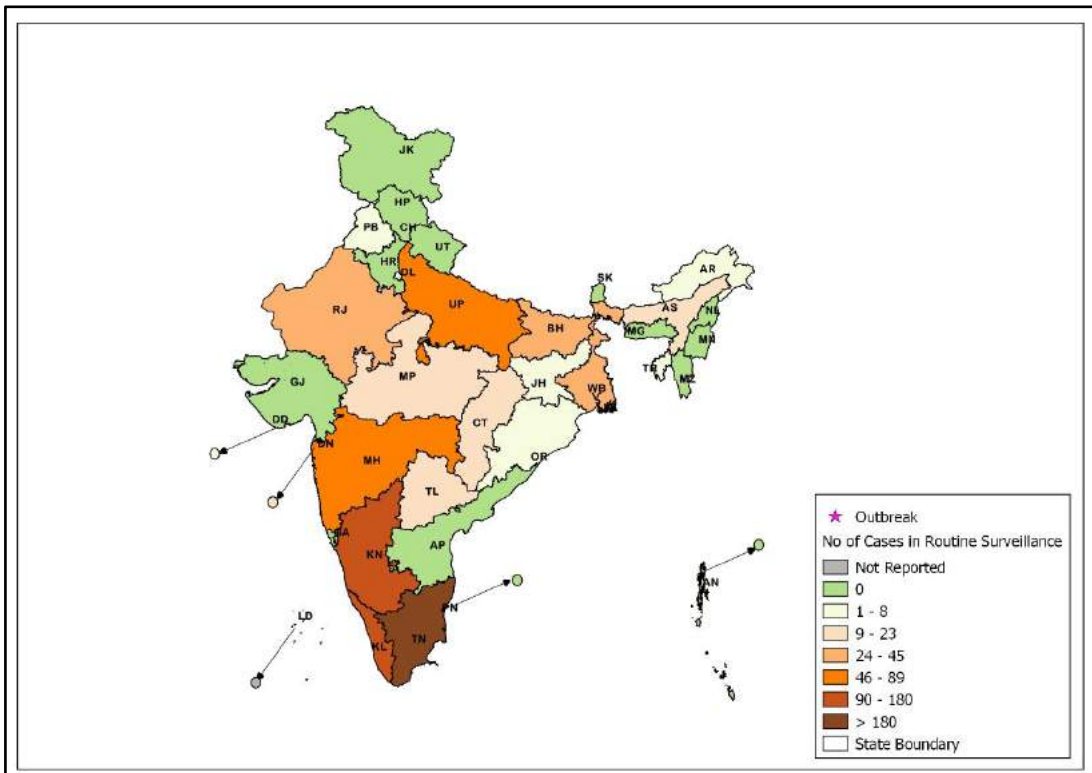 JK
HP
CH
PB
UT
HR
DL
SK
AR
RJ
UP
BH
AS
NL
MG
MN
TR
MZ
GJ
MP
JH
WB
DD
CT
DN
MH
OR
TL
GA
KN
AP
AN
PN
LD
KL
TN
Outbreak
No of Cases in Routine Surveillance
Not Reported
0
1 - 8
9 - 23
24 - 45
46 - 89
90 - 180
> 180
State Boundary